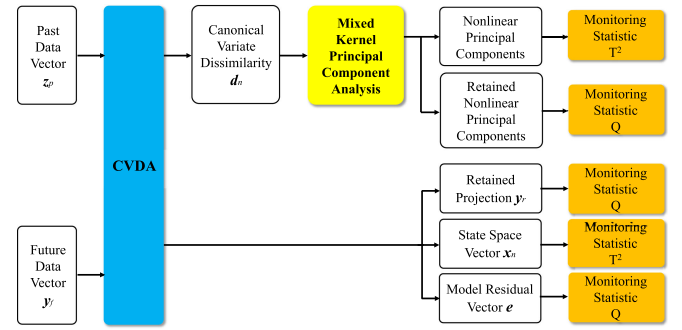 Past
Data
Vector
zp
Future
Data
Vector
yf
CVDA
Canonical
Variate
Dissimilarity
dn
Mixed
Kernel
Principal
Component
Analysis
Nonlinear
Principal
Components
Monitoring
Statistic
T²
Retained
Nonlinear
Principal
Components
Monitoring
Statistic
Q
Retained
Projection yr
Monitoring
Statistic
Q
State Space
Vector xn
Monitoring
Statistic
T²
Model Residual
Vector e
Monitoring
Statistic
Q